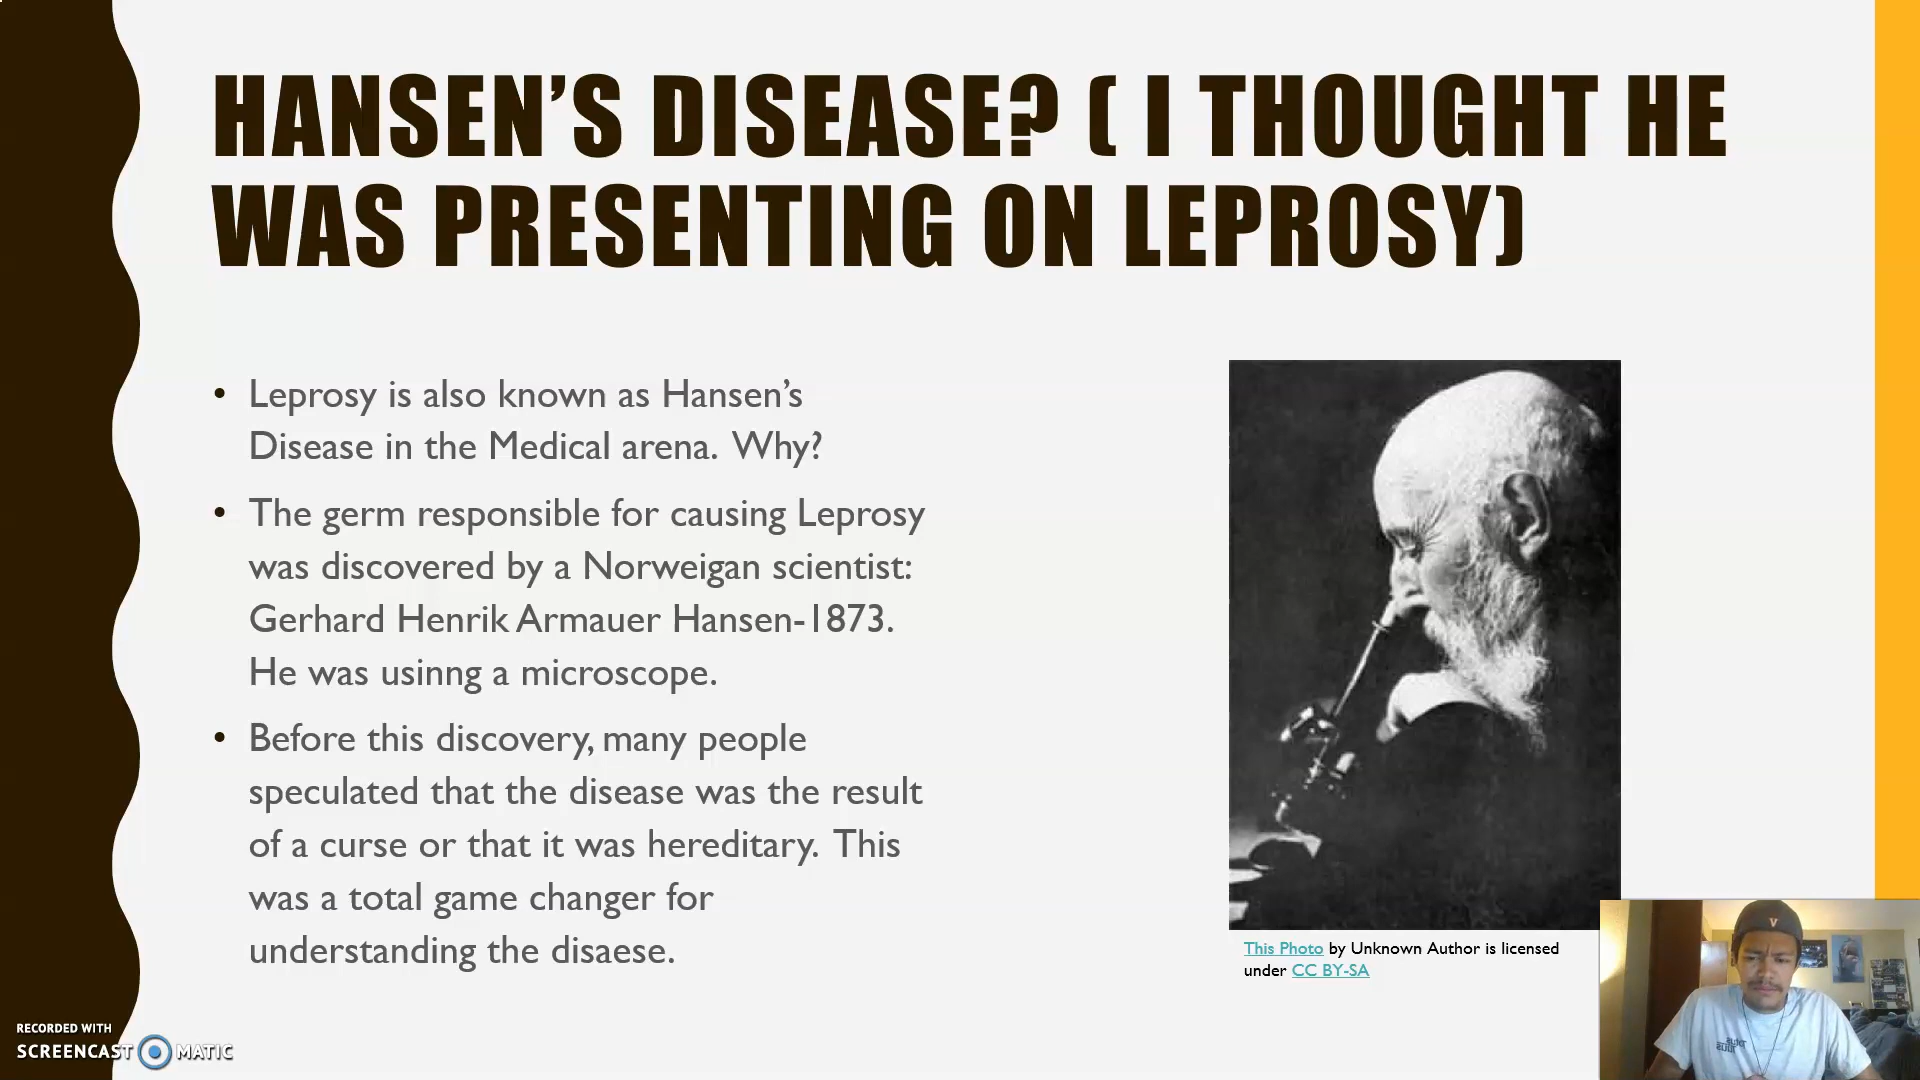 HANSEN’S DISEASE? ( I THOUGHT HE
WAS PRESENTING ON LEPROSY)
• Leprosy is also known as Hansen’s
Disease in the Medical arena.  Why?
• The germ responsible for causing Leprosy
was discovered by a Norweigan scientist:
Gerhard Henrik Armauer Hansen-1873.
He was usinng a microscope.
• Before this discovery, many people
speculated that the disease was the result
of a curse or that it was hereditary.  This
was a total game changer for
understanding the disaese.
This Photo by Unknown Author is licensed
under CC BY-SA
RECORDED WITH
SCREENCAST MATIC
V